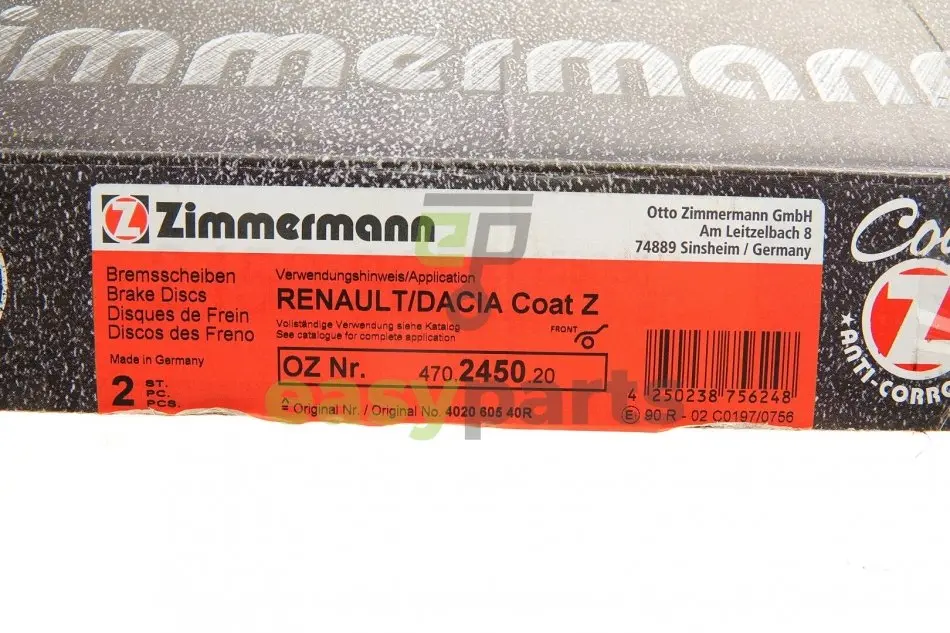 Zimmermann
Z Zimmermann
Otto Zimmermann GmbH
Am Leitzelbach 8
74889 Sinsheim / Germany
Bremsscheiben
Brake Discs
Disques de Frein
Discos del Freno
Made in Germany
2 ST.
PC.
PCS.
Verwendungshinweis/Application
RENAULT/DACIA Coat Z
Vollständige Verwendung siehe Katalog
See catalogue for complete application
FRONT
OZ Nr. 470.2450.20
≙ Original Nr. / Original No. 4020 605 40R
4 250238 756248
E1 90 R - 02 C0197/0756
Z
easypart